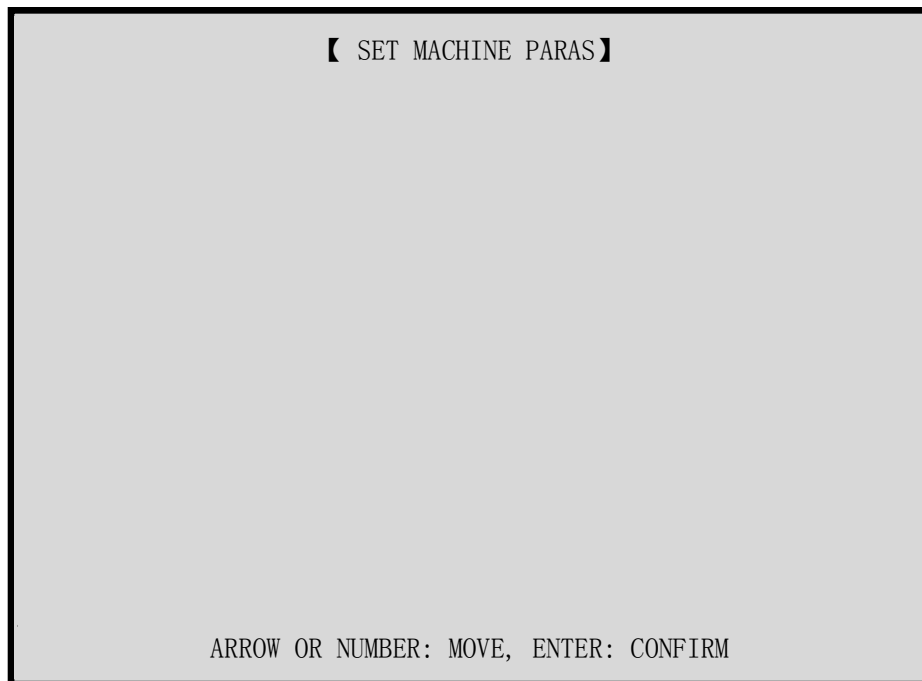 【 SET MACHINE PARAS】
ARROW OR NUMBER: MOVE, ENTER: CONFIRM